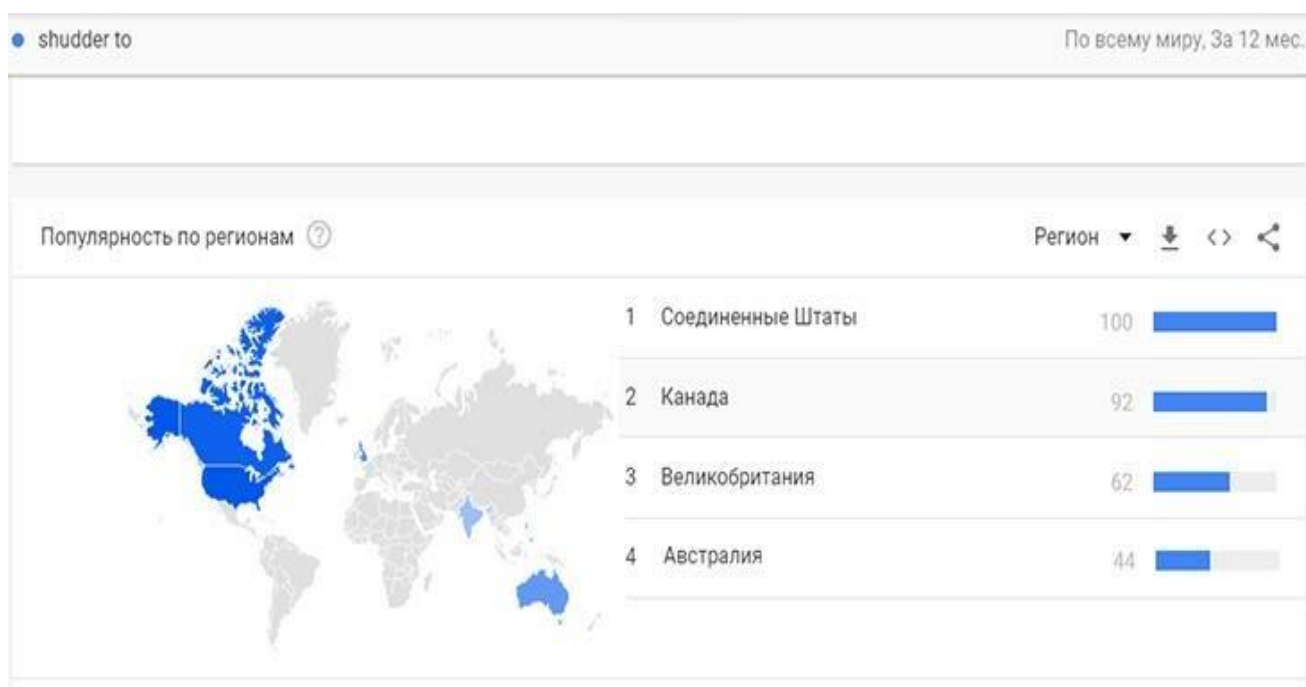 shudder to
По всему миру, За 12 мес.
Популярность по регионам ?
Регион
1 Соединенные Штаты 100
2 Канада 92
3 Великобритания 62
4 Австралия 44